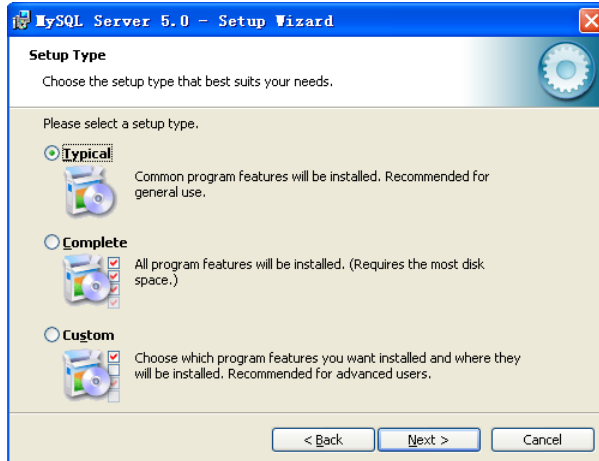 MySQL Server 5.0 - Setup Wizard
Setup Type
Choose the setup type that best suits your needs.
Please select a setup type.
Typical
Common program features will be installed. Recommended for
general use.
Complete
All program features will be installed. (Requires the most disk
space.)
Custom
Choose which program features you want installed and where they
will be installed. Recommended for advanced users.
< Back
Next >
Cancel